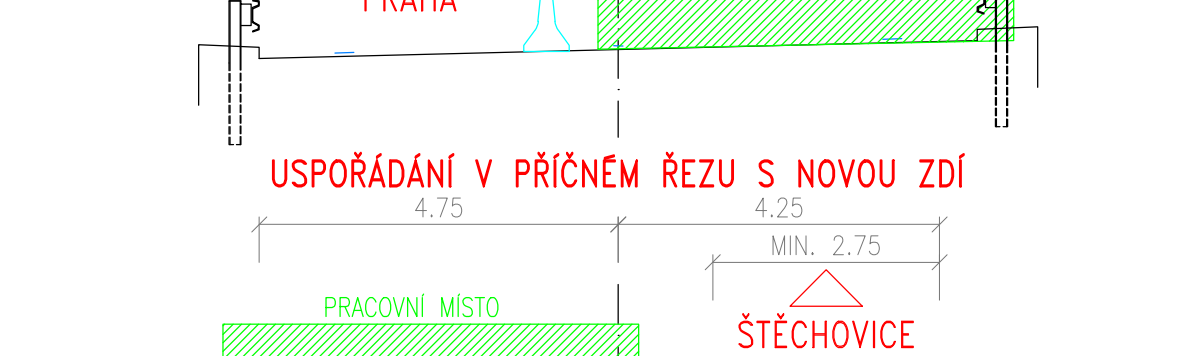 PRAHA
USPOŘÁDÁNÍ V PŘÍČNÉM ŘEZU S NOVOU ZDÍ
4.75 4.25
MIN. 2.75
PRACOVNÍ MÍSTO
ŠTĚCHOVICE